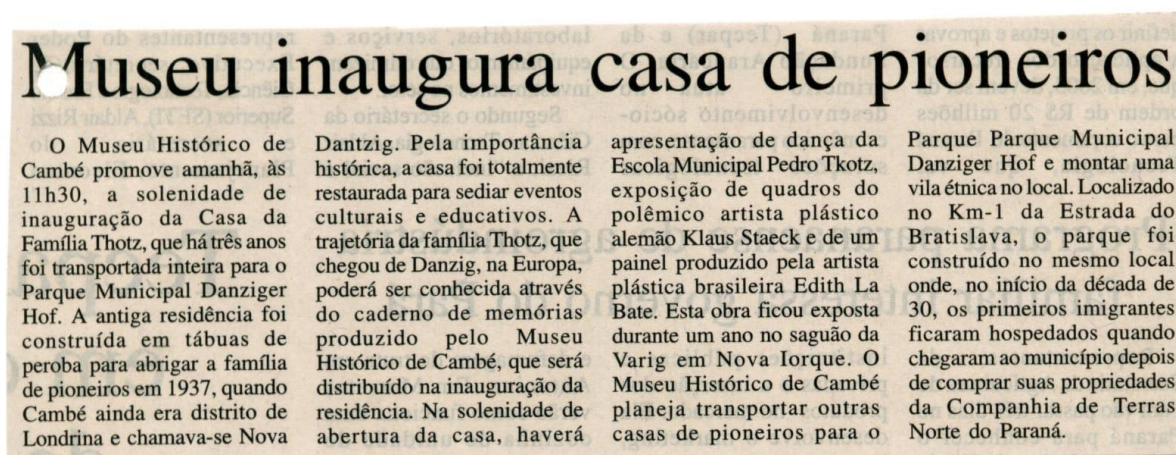 Museu inaugura casa de pioneiros
O Museu Histórico de
Cambé promove amanhã, às
11h30, a solenidade de
inauguração da Casa da
Família Thotz, que há três anos
foi transportada inteira para o
Parque Municipal Danziger
Hof. A antiga residência foi
construída em tábuas de
peroba para abrigar a família
de pioneiros em 1937, quando
Cambé ainda era distrito de
Londrina e chamava-se Nova
Dantzig. Pela importância
histórica, a casa foi totalmente
restaurada para sediar eventos
culturais e educativos. A
trajetória da família Thotz, que
chegou de Danzig, na Europa,
poderá ser conhecida através
do caderno de memórias
produzido pelo Museu
Histórico de Cambé, que será
distribuído na inauguração da
residência. Na solenidade de
abertura da casa, haverá
apresentação de dança da
Escola Municipal Pedro Tkotz,
exposição de quadros do
polêmico artista plástico
alemão Klaus Staeck e de um
painel produzido pela artista
plástica brasileira Edith La
Bate. Esta obra ficou exposta
durante um ano no saguão da
Varig em Nova Iorque. O
Museu Histórico de Cambé
planeja transportar outras
casas de pioneiros para o
Parque Parque Municipal
Danziger Hof e montar uma
vila étnica no local. Localizado
no Km-1 da Estrada do
Bratislava, o parque foi
construído no mesmo local
onde, no início da década de
30, os primeiros imigrantes
ficaram hospedados quando
chegaram ao município depois
de comprar suas propriedades
da Companhia de Terras
Norte do Paraná.